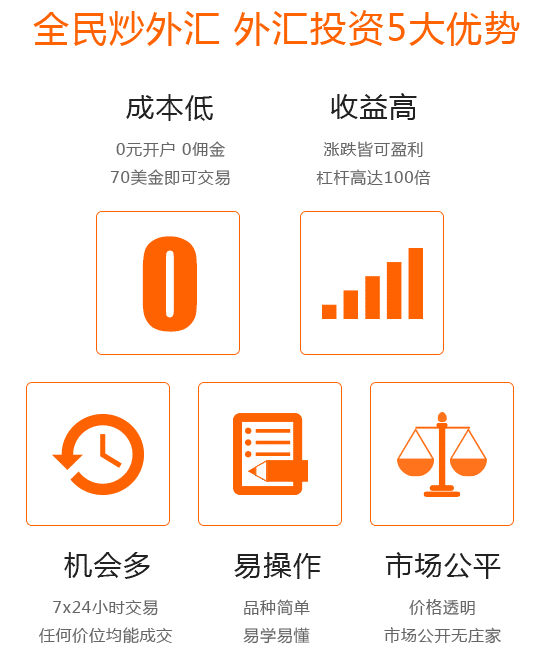 全民炒外汇 外汇投资5大优势
成本低
0元开户 0佣金
70美金即可交易
收益高
涨跌皆可盈利
杠杆高达100倍
0
机会多
7x24小时交易
任何价位均能成交
易操作
品种简单
易学易懂
市场公平
价格透明
市场公开无庄家